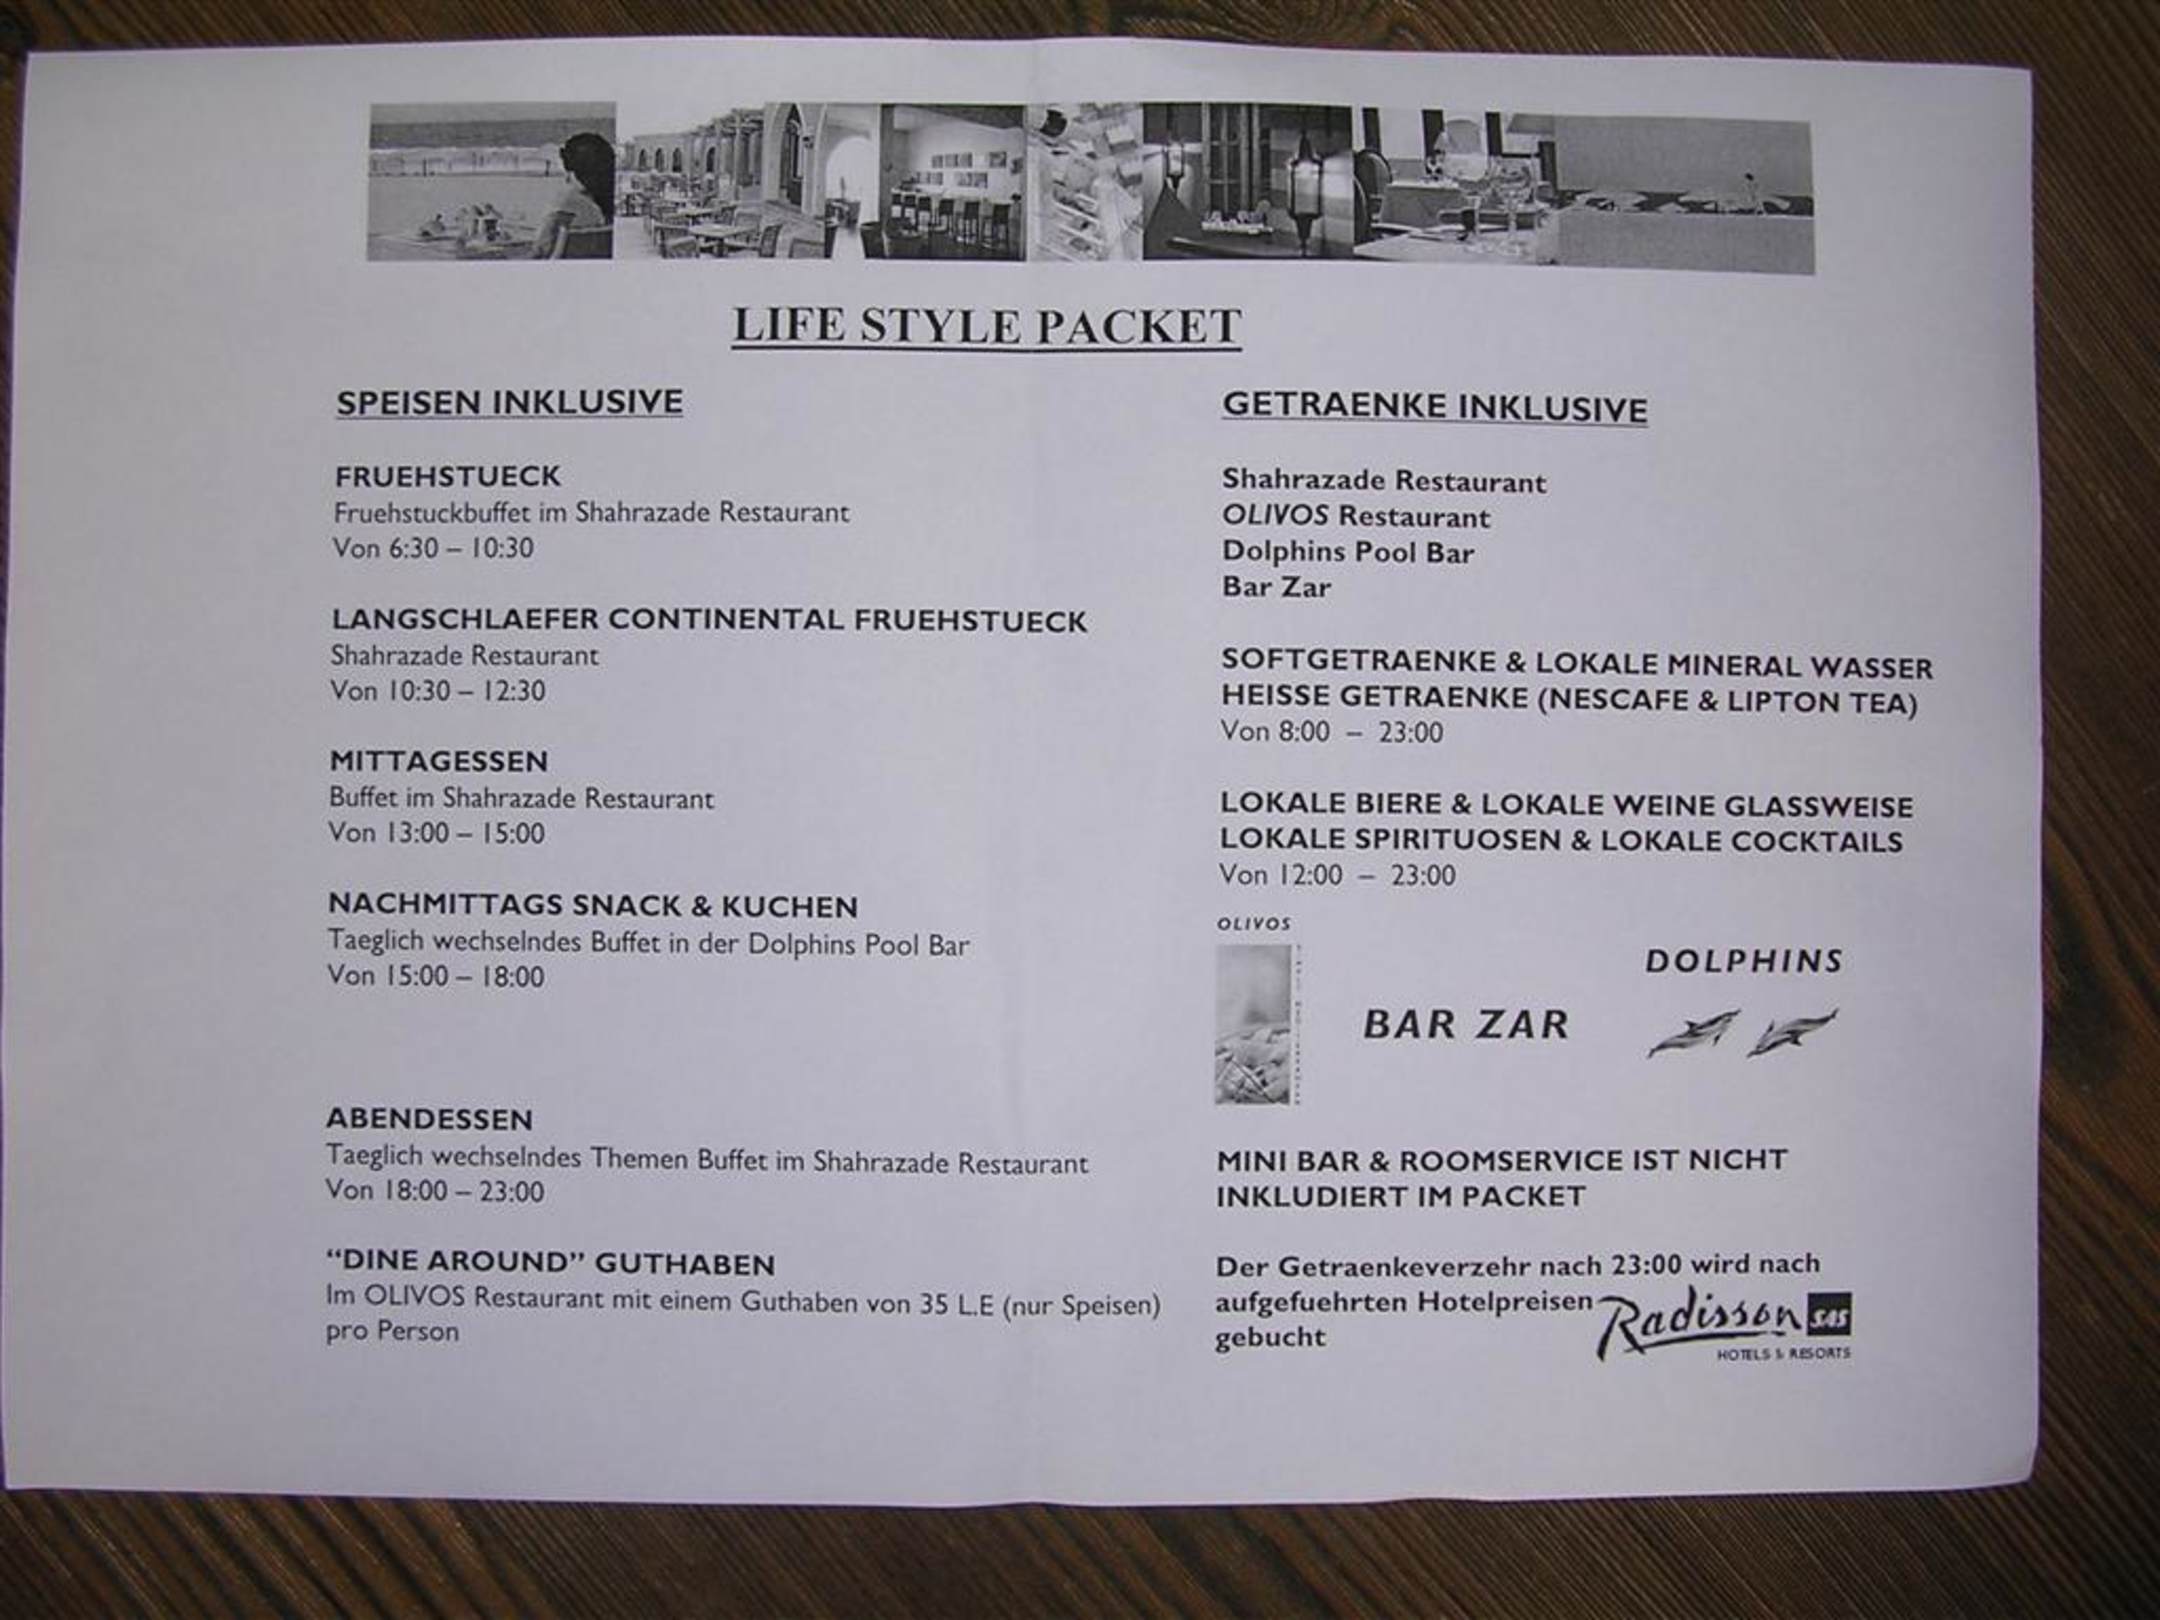 LIFE STYLE PACKET
SPEISEN INKLUSIVE
FRUEHSTUECK
Fruehstuckbuffet im Shahrazade Restaurant
Von 6:30 – 10:30
LANGSCHLAEFER CONTINENTAL FRUEHSTUECK
Shahrazade Restaurant
Von 10:30 – 12:30
MITTAGESSEN
Buffet im Shahrazade Restaurant
Von 13:00 – 15:00
NACHMITTAGS SNACK & KUCHEN
Taeglich wechselndes Buffet in der Dolphins Pool Bar
Von 15:00 – 18:00
ABENDESSEN
Taeglich wechselndes Themen Buffet im Shahrazade Restaurant
Von 18:00 – 23:00
“DINE AROUND” GUTHABEN
Im OLIVOS Restaurant mit einem Guthaben von 35 L.E (nur Speisen)
pro Person
GETRAENKE INKLUSIVE
Shahrazade Restaurant
OLIVOS Restaurant
Dolphins Pool Bar
Bar Zar
SOFTGETRAENKE & LOKALE MINERAL WASSER
HEISSE GETRAENKE (NESCAFE & LIPTON TEA)
Von 8:00 – 23:00
LOKALE BIERE & LOKALE WEINE GLASSWEISE
LOKALE SPIRITUOSEN & LOKALE COCKTAILS
Von 12:00 – 23:00
OLIVOS
BAR ZAR
DOLPHINS
MINI BAR & ROOMSERVICE IST NICHT
INKLUDIERT IM PACKET
Der Getraenkeverzehr nach 23:00 wird nach
aufgefuehrten Hotelpreisen
gebucht
Radisson SAS
HOTELS & RESORTS